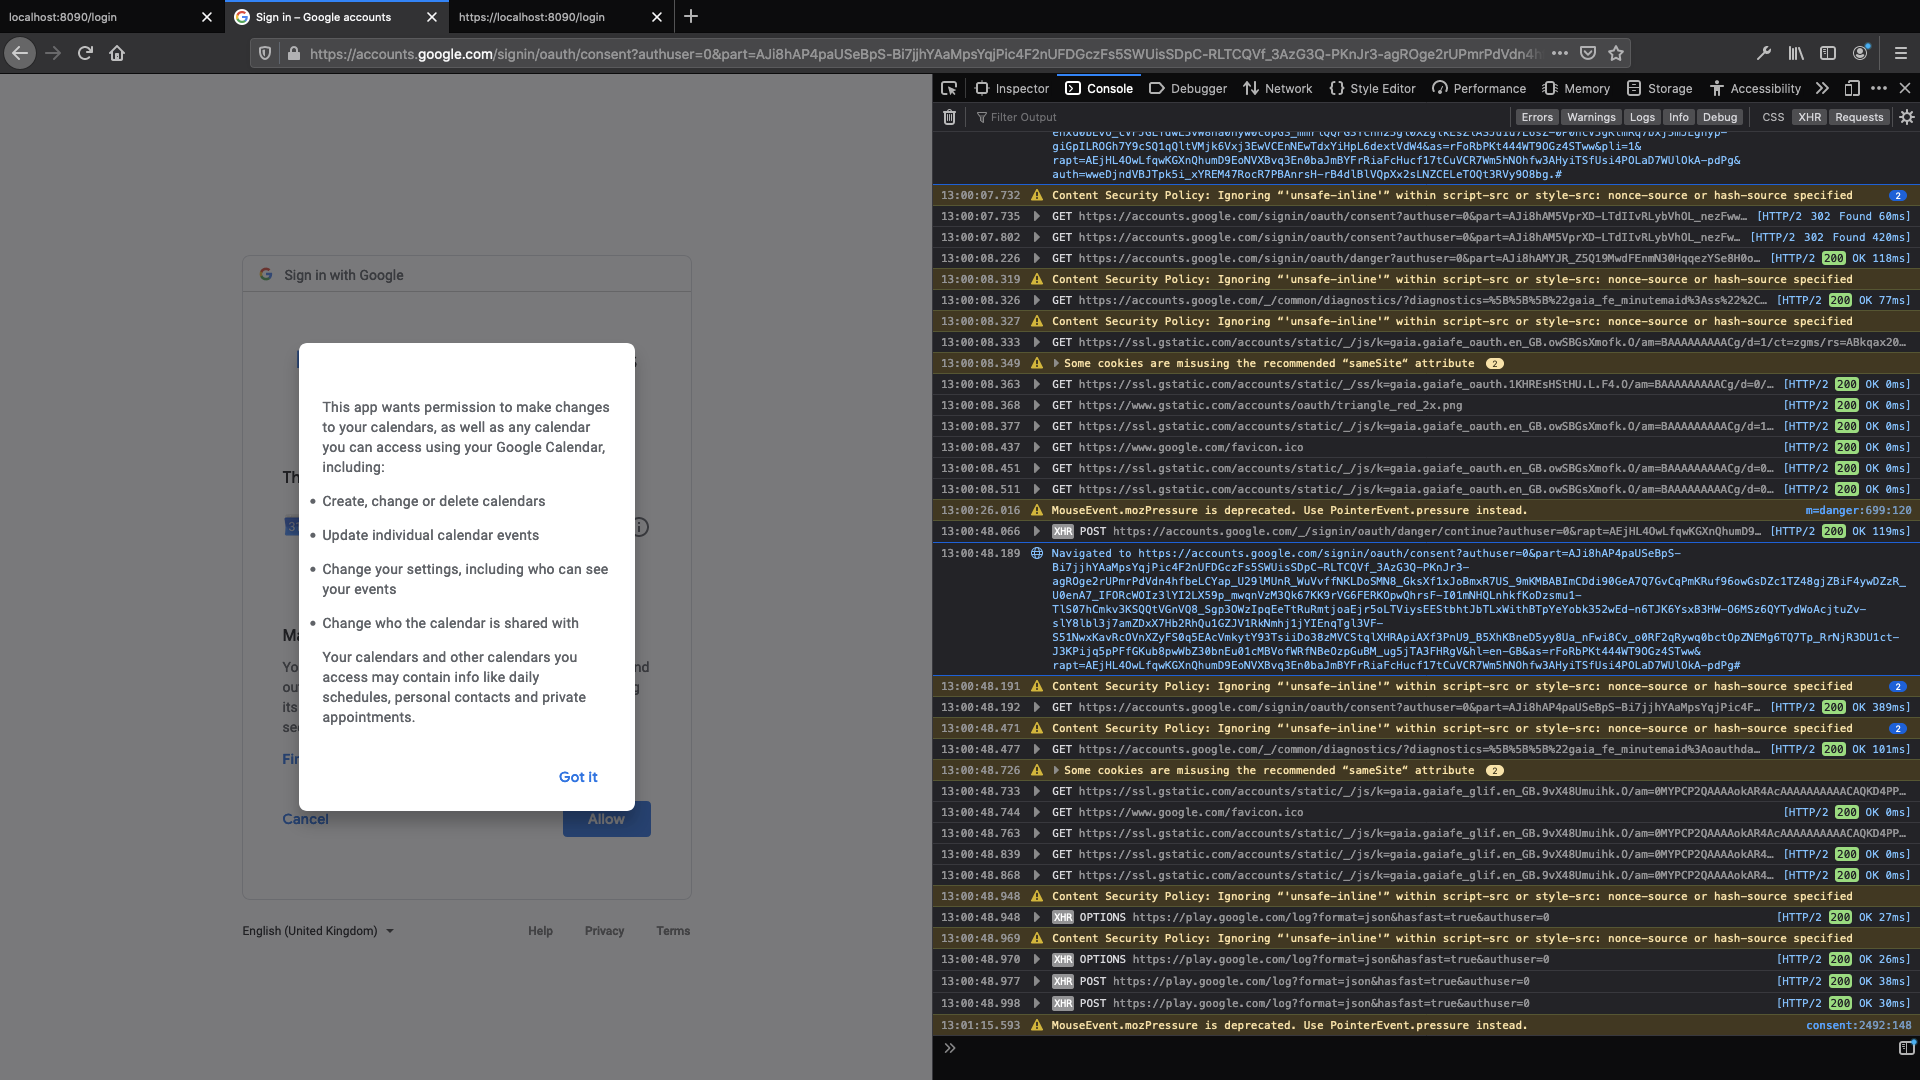 localhost:8090/login
Sign in – Google accounts
https://localhost:8090/login
https://accounts.google.com/signin/oauth/consent?authuser=0&part=AJi8hAP4paUSeBpS-Bi7jjhYAaMpsYqjPic4F2nUFDGczFs5SWUisSDpC-RLTCQVf_3AzG3Q-PKnJr3-agROge2rUPmrPdVdn4h
Sign in with Google
This app wants permission to make changes
to your calendars, as well as any calendar
you can access using your Google Calendar,
including:
• Create, change or delete calendars
• Update individual calendar events
• Change your settings, including who can see
your events
• Change who the calendar is shared with
Your calendars and other calendars you
access may contain info like daily
schedules, personal contacts and private
appointments.
Got it
Cancel
Allow
English (United Kingdom)
Help
Privacy
Terms
Inspector
Console
Debugger
Network
Style Editor
Performance
Memory
Storage
Accessibility
Filter Output
Errors
Warnings
Logs
Info
Debug
CSS
XHR
Requests
rapt=AEjHL4OwLfqwKGXnQhumD9EoNVXBvq3En0baJmBYFrRiaFcHucf17tCuVCR7Wm5hNOhfw3AHyiTSfUsi4POLaD7WUlOkA-pdPg&
auth=wweDjndVBJTpk5i_xYREM47RocR7PBAnrsH-rB4dlBlVQpXx2sLNZCELeTOQt3RVy9O8bg.#
13:00:07.732 Content Security Policy: Ignoring “'unsafe-inline'” within script-src or style-src: nonce-source or hash-source specified 2
13:00:07.735 GET https://accounts.google.com/signin/oauth/consent?authuser=0&part=AJi8hAM5VprXD-LTdIIvRLybVhOL_nezFww… [HTTP/2 302 Found 60ms]
13:00:07.802 GET https://accounts.google.com/signin/oauth/consent?authuser=0&part=AJi8hAM5VprXD-LTdIIvRLybVhOL_nezFw… [HTTP/2 302 Found 420ms]
13:00:08.226 GET https://accounts.google.com/signin/oauth/danger?authuser=0&part=AJi8hAMYJR_Z5Q19MwdFEnmN30HqqezYSe8H0o… [HTTP/2 200 OK 118ms]
13:00:08.319 Content Security Policy: Ignoring “'unsafe-inline'” within script-src or style-src: nonce-source or hash-source specified
13:00:08.326 GET https://accounts.google.com/_/common/diagnostics/?diagnostics=%5B%5B%5B%22gaia_fe_minutemaid%3Ass%22%2C… [HTTP/2 200 OK 77ms]
13:00:08.327 Content Security Policy: Ignoring “'unsafe-inline'” within script-src or style-src: nonce-source or hash-source specified
13:00:08.333 GET https://ssl.gstatic.com/accounts/static/_/js/k=gaia.gaiafe_oauth.en_GB.owSBGsXmofk.O/am=BAAAAAAAAACg/d=1/ct=zgms/rs=ABkqax20…
13:00:08.349 Some cookies are misusing the recommended “sameSite“ attribute 2
13:00:08.363 GET https://ssl.gstatic.com/accounts/static/_/ss/k=gaia.gaiafe_oauth.1KHREsHStHU.L.F4.O/am=BAAAAAAAAACg/d=0/… [HTTP/2 200 OK 0ms]
13:00:08.368 GET https://www.gstatic.com/accounts/oauth/triangle_red_2x.png [HTTP/2 200 OK 0ms]
13:00:08.377 GET https://ssl.gstatic.com/accounts/static/_/js/k=gaia.gaiafe_oauth.en_GB.owSBGsXmofk.O/am=BAAAAAAAAACg/d=1… [HTTP/2 200 OK 0ms]
13:00:08.437 GET https://www.google.com/favicon.ico [HTTP/2 200 OK 0ms]
13:00:08.451 GET https://ssl.gstatic.com/accounts/static/_/js/k=gaia.gaiafe_oauth.en_GB.owSBGsXmofk.O/am=BAAAAAAAAACg/d=0… [HTTP/2 200 OK 0ms]
13:00:08.511 GET https://ssl.gstatic.com/accounts/static/_/js/k=gaia.gaiafe_oauth.en_GB.owSBGsXmofk.O/am=BAAAAAAAAACg/d=0… [HTTP/2 200 OK 0ms]
13:00:26.016 MouseEvent.mozPressure is deprecated. Use PointerEvent.pressure instead. m=danger:699:120
13:00:48.066 XHR POST https://accounts.google.com/_/signin/oauth/danger/continue?authuser=0&rapt=AEjHL4OwLfqwKGXnQhumD9… [HTTP/2 200 OK 119ms]
13:00:48.189 Navigated to https://accounts.google.com/signin/oauth/consent?authuser=0&part=AJi8hAP4paUSeBpS-
Bi7jjhYAaMpsYqjPic4F2nUFDGczFs5SWUisSDpC-RLTCQVf_3AzG3Q-PKnJr3-
agROge2rUPmrPdVdn4hfbeLCYap_U29lMUnR_WuVvffNKLDoSMN8_GksXf1xJoBmxR7US_9mKMBABImCDdi90GeA7Q7GvCqPmKRuf96owGsDZc1TZ48gjZBiF4ywDZzR_
U0enA7_IFORcWOIz3lYI2LX59p_mwqnVzM3Qk67KK9rVG6FERKOpwQhrsF-I01mNHQLnhkfKoDzsmu1-
TlS07hCmkv3KSQQtVGnVQ8_Sgp3OWzIpqEeTtRuRmtjoaEjr5oLTViysEEStbhtJbTLxWithBTpYeYobk352wEd-n6TJK6YsxB3HW-O6MSz6QYTydWoAcjtuZv-
slY8lbl3j7amZDxX7Hb2RhQu1GZJV1RkNmhj1jYIEnqTgl3VF-
S51NwxKavRcOVnXZyFS0q5EAcVmkytY93TsiiDo38zMVCStqlXHRApiAXf3PnU9_B5XhKBneD5yy8Ua_nFwi8Cv_o0RF2qRywq0bctOpZNEMg6TQ7Tp_RrNjR3DU1ct-
J3KPijq5pPFfGKub8pwWbZ30bnEu01cMBVofWRfNBeOzpGuBM_ug5jTA3FHRgV&hl=en-GB&as=rFoRbPKt444WT9OGz4STww&
rapt=AEjHL4OwLfqwKGXnQhumD9EoNVXBvq3En0baJmBYFrRiaFcHucf17tCuVCR7Wm5hNOhfw3AHyiTSfUsi4POLaD7WUlOkA-pdPg#
13:00:48.191 Content Security Policy: Ignoring “'unsafe-inline'” within script-src or style-src: nonce-source or hash-source specified 2
13:00:48.192 GET https://accounts.google.com/signin/oauth/consent?authuser=0&part=AJi8hAP4paUSeBpS-Bi7jjhYAaMpsYqjPic4F… [HTTP/2 200 OK 389ms]
13:00:48.471 Content Security Policy: Ignoring “'unsafe-inline'” within script-src or style-src: nonce-source or hash-source specified 2
13:00:48.477 GET https://accounts.google.com/_/common/diagnostics/?diagnostics=%5B%5B%5B%22gaia_fe_minutemaid%3Aoauthda… [HTTP/2 200 OK 101ms]
13:00:48.726 Some cookies are misusing the recommended “sameSite“ attribute 2
13:00:48.733 GET https://ssl.gstatic.com/accounts/static/_/js/k=gaia.gaiafe_glif.en_GB.9vX48Umuihk.O/am=0MYPCP2QAAAAokAR4AcAAAAAAAAAACAQKD4PP…
13:00:48.744 GET https://www.google.com/favicon.ico [HTTP/2 200 OK 0ms]
13:00:48.763 GET https://ssl.gstatic.com/accounts/static/_/js/k=gaia.gaiafe_glif.en_GB.9vX48Umuihk.O/am=0MYPCP2QAAAAokAR4AcAAAAAAAAAACAQKD4PP…
13:00:48.839 GET https://ssl.gstatic.com/accounts/static/_/js/k=gaia.gaiafe_glif.en_GB.9vX48Umuihk.O/am=0MYPCP2QAAAAokAR4… [HTTP/2 200 OK 0ms]
13:00:48.868 GET https://ssl.gstatic.com/accounts/static/_/js/k=gaia.gaiafe_glif.en_GB.9vX48Umuihk.O/am=0MYPCP2QAAAAokAR4… [HTTP/2 200 OK 0ms]
13:00:48.948 Content Security Policy: Ignoring “'unsafe-inline'” within script-src or style-src: nonce-source or hash-source specified
13:00:48.948 XHR OPTIONS https://play.google.com/log?format=json&hasfast=true&authuser=0 [HTTP/2 200 OK 27ms]
13:00:48.969 Content Security Policy: Ignoring “'unsafe-inline'” within script-src or style-src: nonce-source or hash-source specified
13:00:48.970 XHR OPTIONS https://play.google.com/log?format=json&hasfast=true&authuser=0 [HTTP/2 200 OK 26ms]
13:00:48.977 XHR POST https://play.google.com/log?format=json&hasfast=true&authuser=0 [HTTP/2 200 OK 38ms]
13:00:48.998 XHR POST https://play.google.com/log?format=json&hasfast=true&authuser=0 [HTTP/2 200 OK 30ms]
13:01:15.593 MouseEvent.mozPressure is deprecated. Use PointerEvent.pressure instead. consent:2492:148